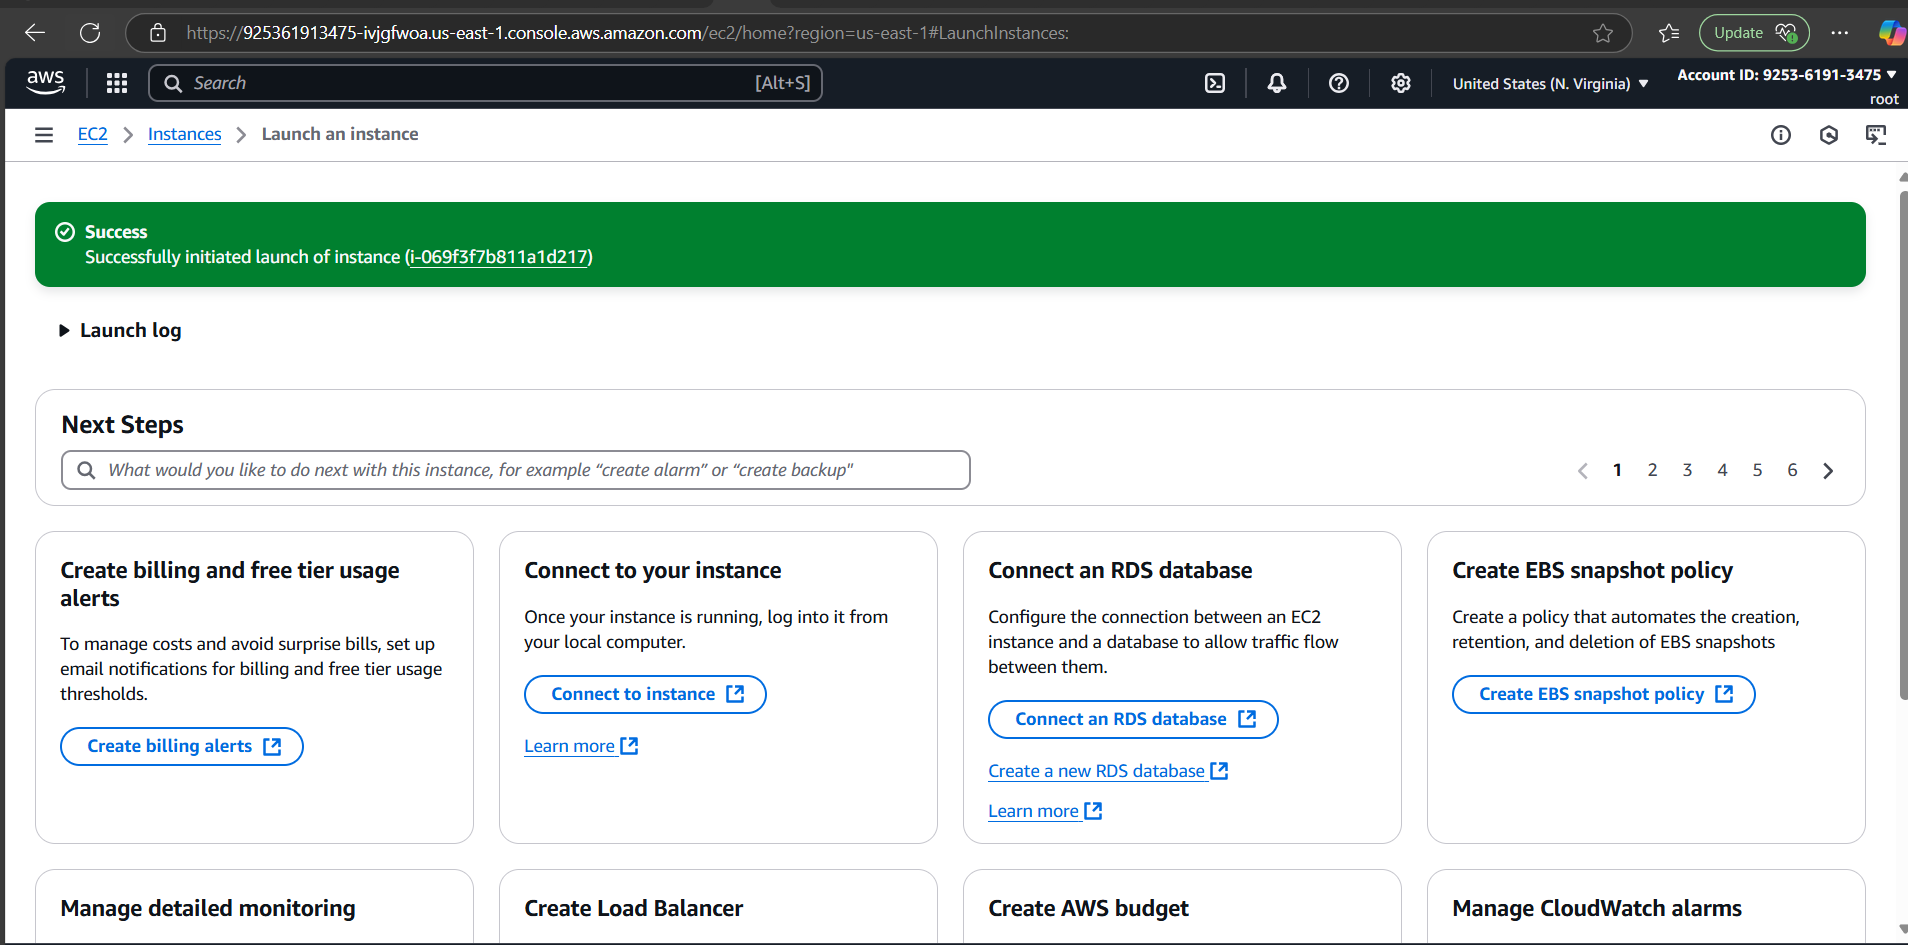 https://925361913475-ivjgfwoa.us-east-1.console.aws.amazon.com/ec2/home?region=us-east-1#LaunchInstances:
Update
aws
Search
[Alt+S]
United States (N. Virginia)
Account ID: 9253-6191-3475
root
EC2
Instances
Launch an instance
Success
Successfully initiated launch of instance (i-069f3f7b811a1d217)
Launch log
Next Steps
What would you like to do next with this instance, for example “create alarm” or “create backup"
1 2 3 4 5 6
Create billing and free tier usage
alerts
To manage costs and avoid surprise bills, set up
email notifications for billing and free tier usage
thresholds.
Create billing alerts
Connect to your instance
Once your instance is running, log into it from
your local computer.
Connect to instance
Learn more
Connect an RDS database
Configure the connection between an EC2
instance and a database to allow traffic flow
between them.
Connect an RDS database
Create a new RDS database
Learn more
Create EBS snapshot policy
Create a policy that automates the creation,
retention, and deletion of EBS snapshots
Create EBS snapshot policy
Manage detailed monitoring
Create Load Balancer
Create AWS budget
Manage CloudWatch alarms